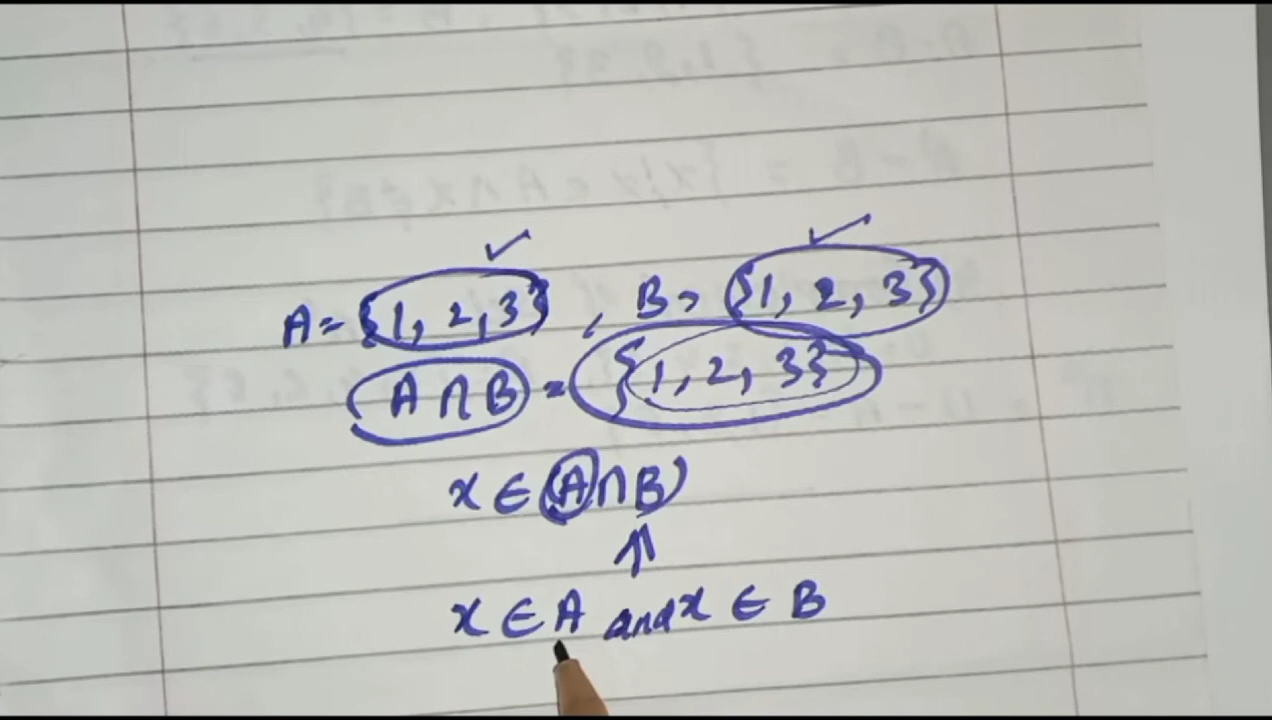 A = {1, 2, 3} , B = {1, 2, 3}
A ∩ B = {1, 2, 3}
x ∈ (A ∩ B)
⇑
x ∈ A and x ∈ B